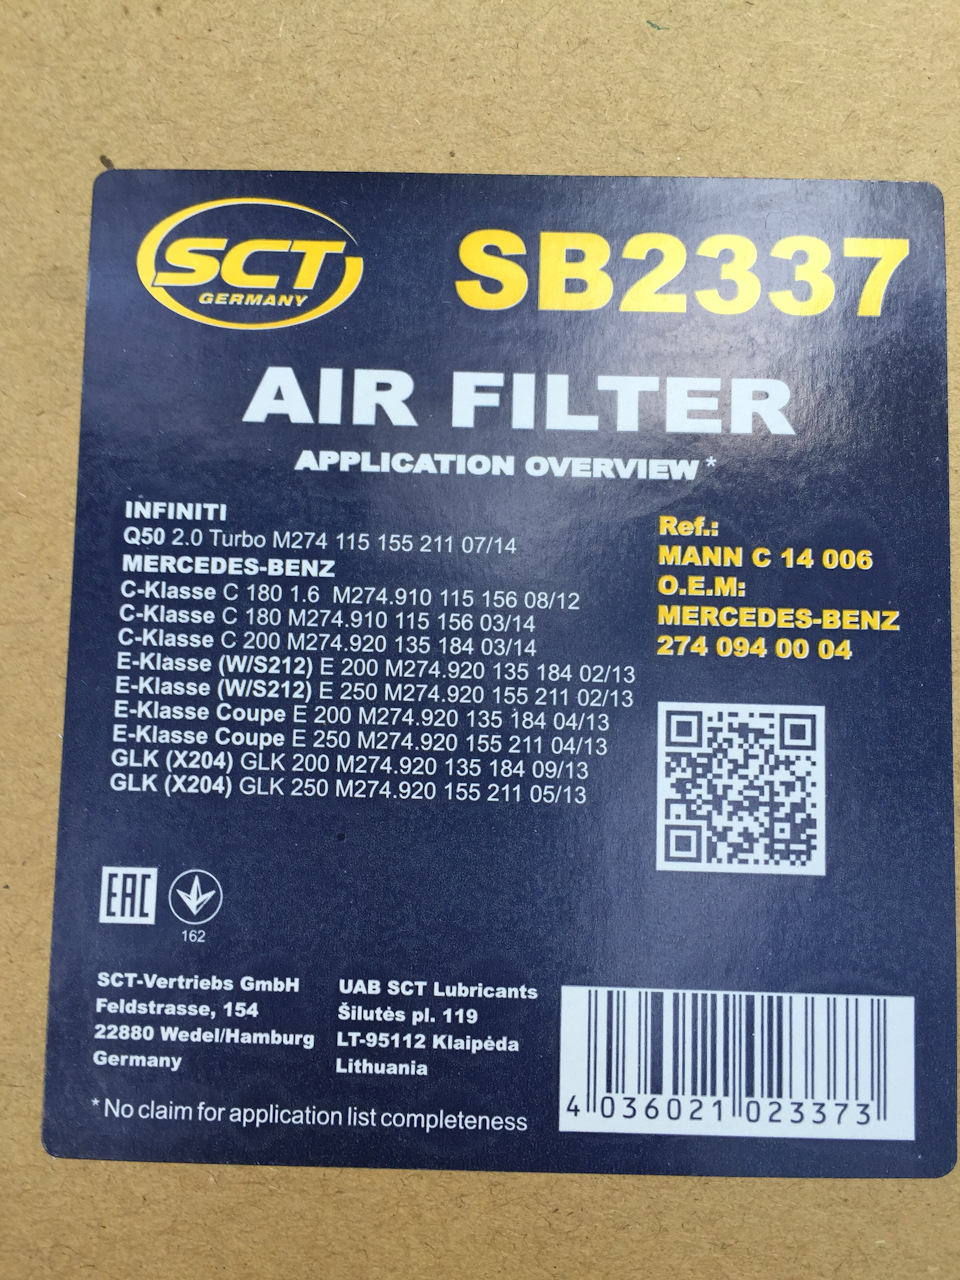 SCT
GERMANY
SB2337
AIR FILTER
APPLICATION OVERVIEW*
INFINITI
Q50 2.0 Turbo M274 115 155 211 07/14
MERCEDES-BENZ
C-Klasse C 180 1.6 M274.910 115 156 08/12
C-Klasse C 180 M274.910 115 156 03/14
C-Klasse C 200 M274.920 135 184 03/14
E-Klasse (W/S212) E 200 M274.920 135 184 02/13
E-Klasse (W/S212) E 250 M274.920 155 211 02/13
E-Klasse Coupe E 200 M274.920 135 184 04/13
E-Klasse Coupe E 250 M274.920 155 211 04/13
GLK (X204) GLK 200 M274.920 135 184 09/13
GLK (X204) GLK 250 M274.920 155 211 05/13
Ref.:
MANN C 14 006
O.E.M:
MERCEDES-BENZ
274 094 00 04
EAC
162
SCT-Vertriebs GmbH
Feldstrasse, 154
22880 Wedel/Hamburg
Germany
UAB SCT Lubricants
Šilutės pl. 119
LT-95112 Klaipėda
Lithuania
*No claim for application list completeness
4 036021 023373